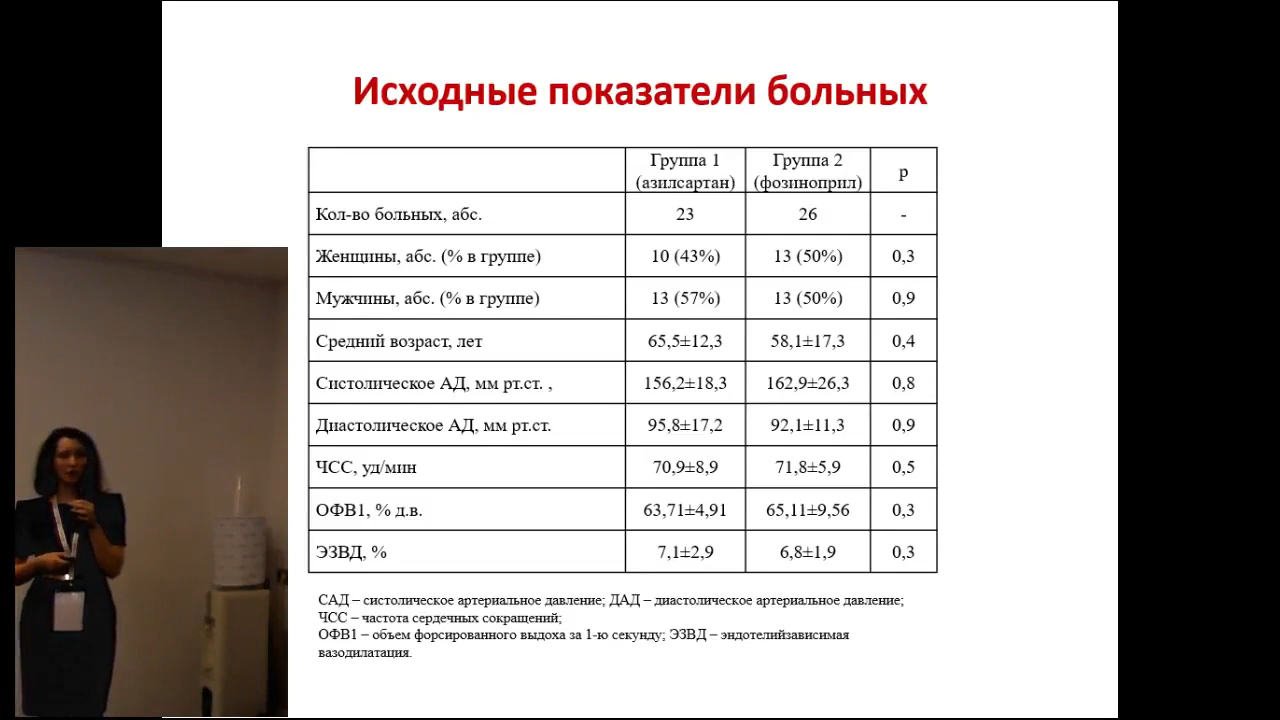 Исходные показатели больных
Группа 1 (азилсартан) Группа 2 (фозиноприл) р
Кол-во больных, абс. 23 26 -
Женщины, абс. (% в группе) 10 (43%) 13 (50%) 0,3
Мужчины, абс. (% в группе) 13 (57%) 13 (50%) 0,9
Средний возраст, лет 65,5±12,3 58,1±17,3 0,4
Систолическое АД, мм рт.ст. , 156,2±18,3 162,9±26,3 0,8
Диастолическое АД, мм рт.ст. 95,8±17,2 92,1±11,3 0,9
ЧСС, уд/мин 70,9±8,9 71,8±5,9 0,5
ОФВ1, % д.в. 63,71±4,91 65,11±9,56 0,3
ЭЗВД, % 7,1±2,9 6,8±1,9 0,3
САД – систолическое артериальное давление; ДАД – диастолическое артериальное давление;
ЧСС – частота сердечных сокращений;
ОФВ1 – объем форсированного выдоха за 1-ю секунду; ЭЗВД – эндотелийзависимая
вазодилатация.